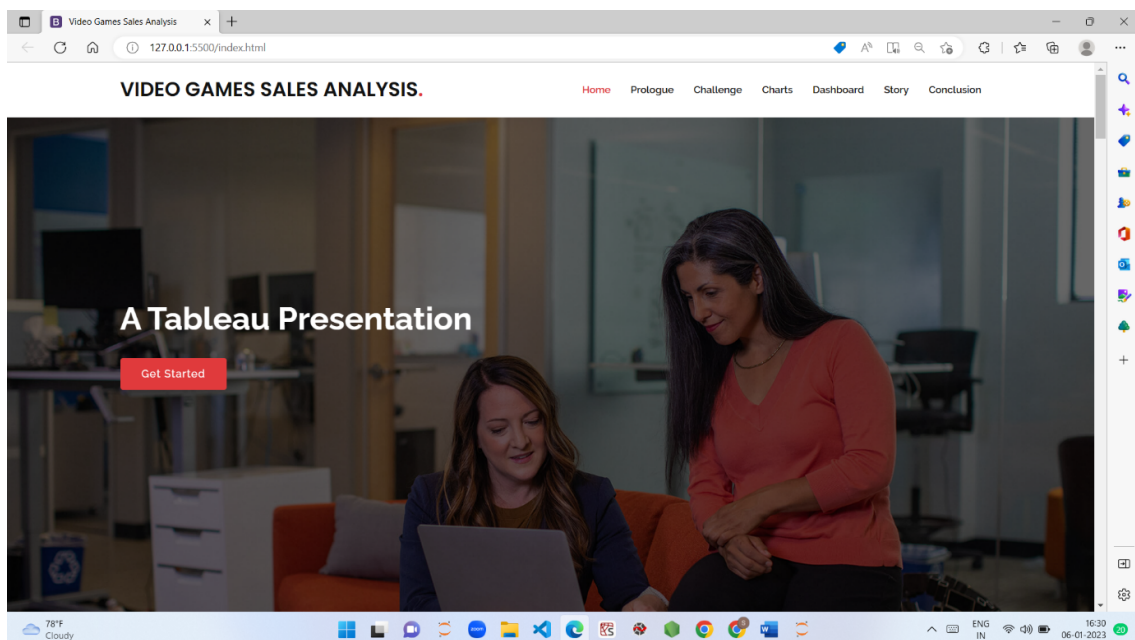 Video Games Sales Analysis
127.0.0.1:5500/index.html
VIDEO GAMES SALES ANALYSIS.
Home Prologue Challenge Charts Dashboard Story Conclusion
A Tableau Presentation
Get Started
78°F
Cloudy
ENG
IN
16:30
06-01-2023
20